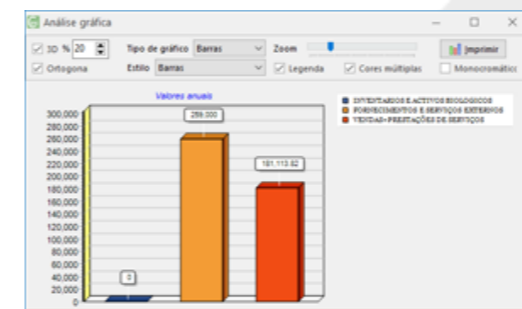 Análise gráfica
3D % 20 Tipo de gráfico Barras Zoom Imprimir
Ortogona Estilo Barras Legenda Cores múltiplas Monocromátic
Valores anuais
INVENTARIOS E ACTIVOS BIOLOGICOS
FORNECIMENTOS E SERVIÇOS EXTERNOS
VENDAS+PRESTAÇÕES DE SERVIÇOS
300,000
280,000
260,000
240,000
220,000
200,000
180,000
160,000
140,000
120,000
100,000
80,000
60,000
40,000
20,000
0
0
259,000
181,113.82